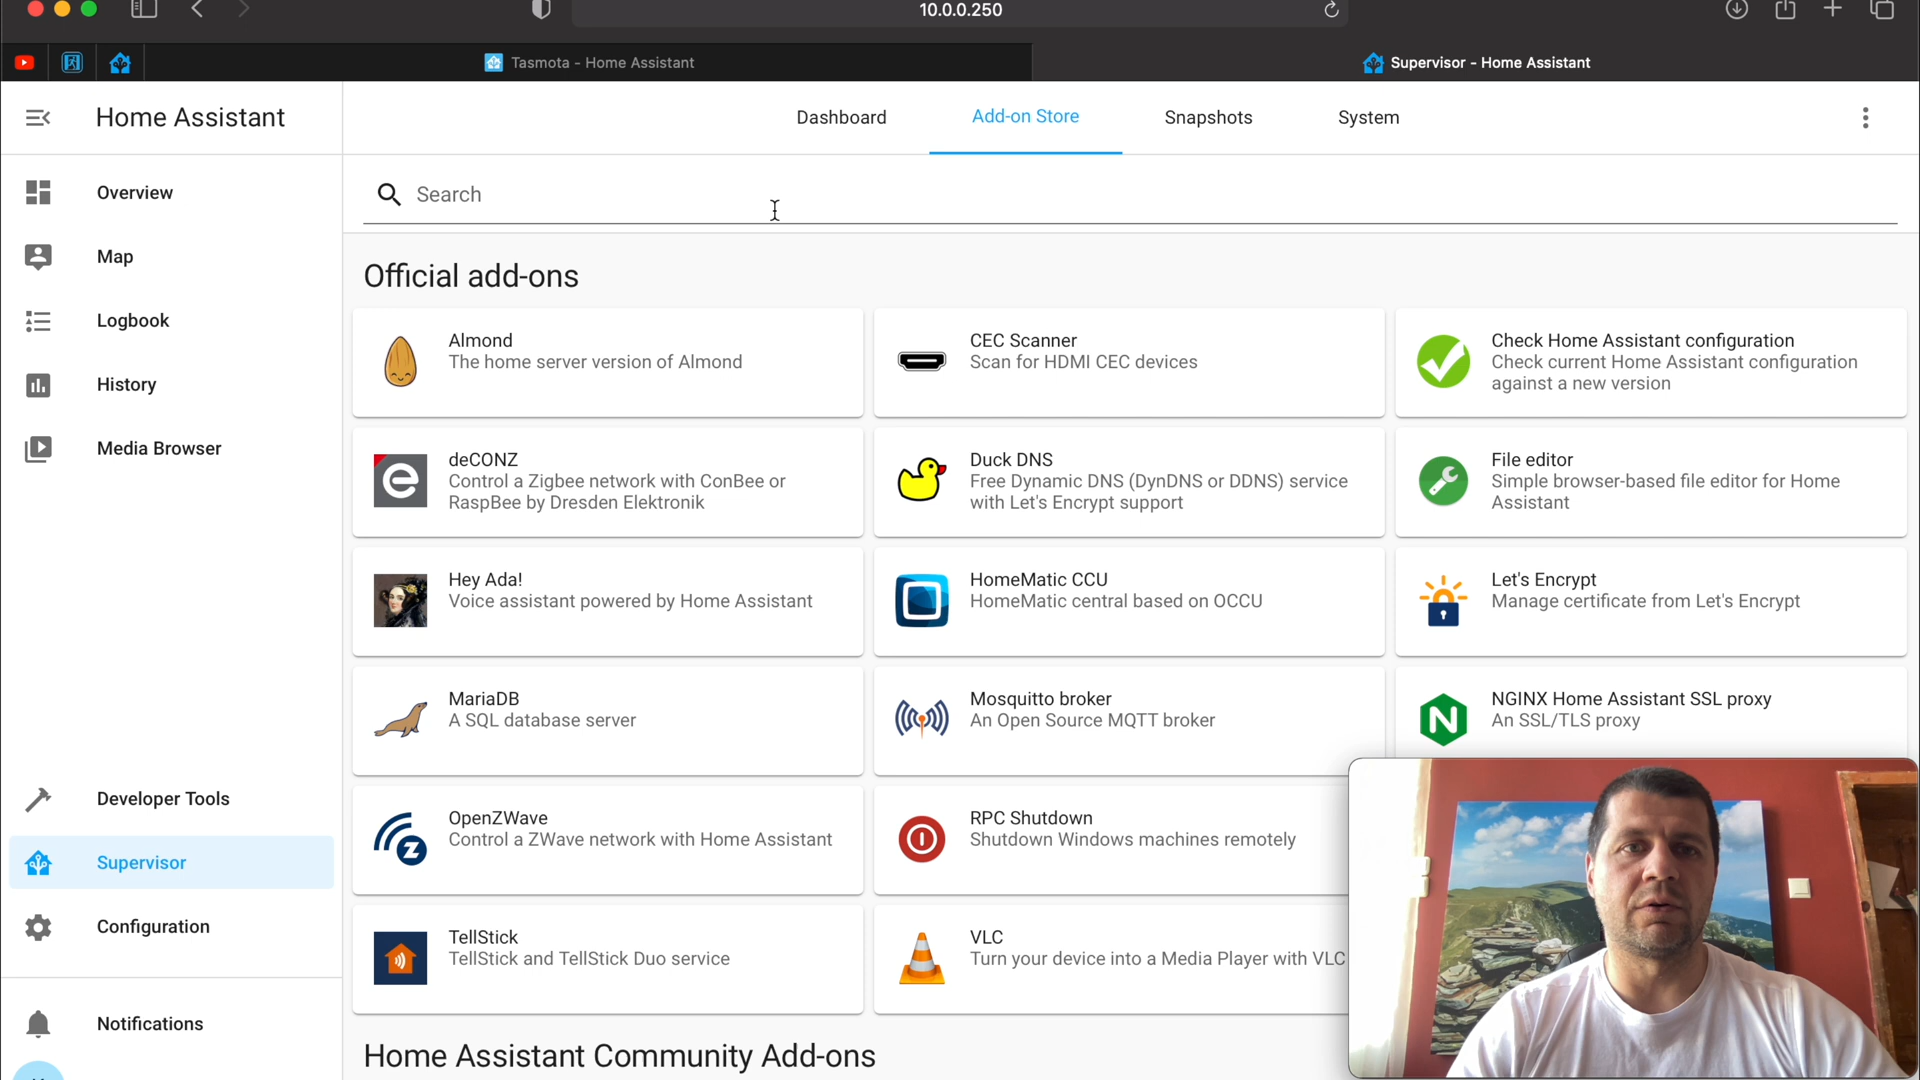 10.0.0.250
Tasmota - Home Assistant
Supervisor - Home Assistant
Home Assistant
Dashboard
Add-on Store
Snapshots
System
Overview
Map
Logbook
History
Media Browser
Developer Tools
Supervisor
Configuration
Notifications
Search
Official add-ons
Almond
The home server version of Almond
CEC Scanner
Scan for HDMI CEC devices
Check Home Assistant configuration
Check current Home Assistant configuration
against a new version
deCONZ
Control a Zigbee network with ConBee or
RaspBee by Dresden Elektronik
Duck DNS
Free Dynamic DNS (DynDNS or DDNS) service
with Let's Encrypt support
File editor
Simple browser-based file editor for Home
Assistant
Hey Ada!
Voice assistant powered by Home Assistant
HomeMatic CCU
HomeMatic central based on OCCU
Let's Encrypt
Manage certificate from Let's Encrypt
MariaDB
A SQL database server
Mosquitto broker
An Open Source MQTT broker
NGINX Home Assistant SSL proxy
An SSL/TLS proxy
OpenZWave
Control a ZWave network with Home Assistant
RPC Shutdown
Shutdown Windows machines remotely
TellStick
TellStick and TellStick Duo service
VLC
Turn your device into a Media Player with VLC
Home Assistant Community Add-ons